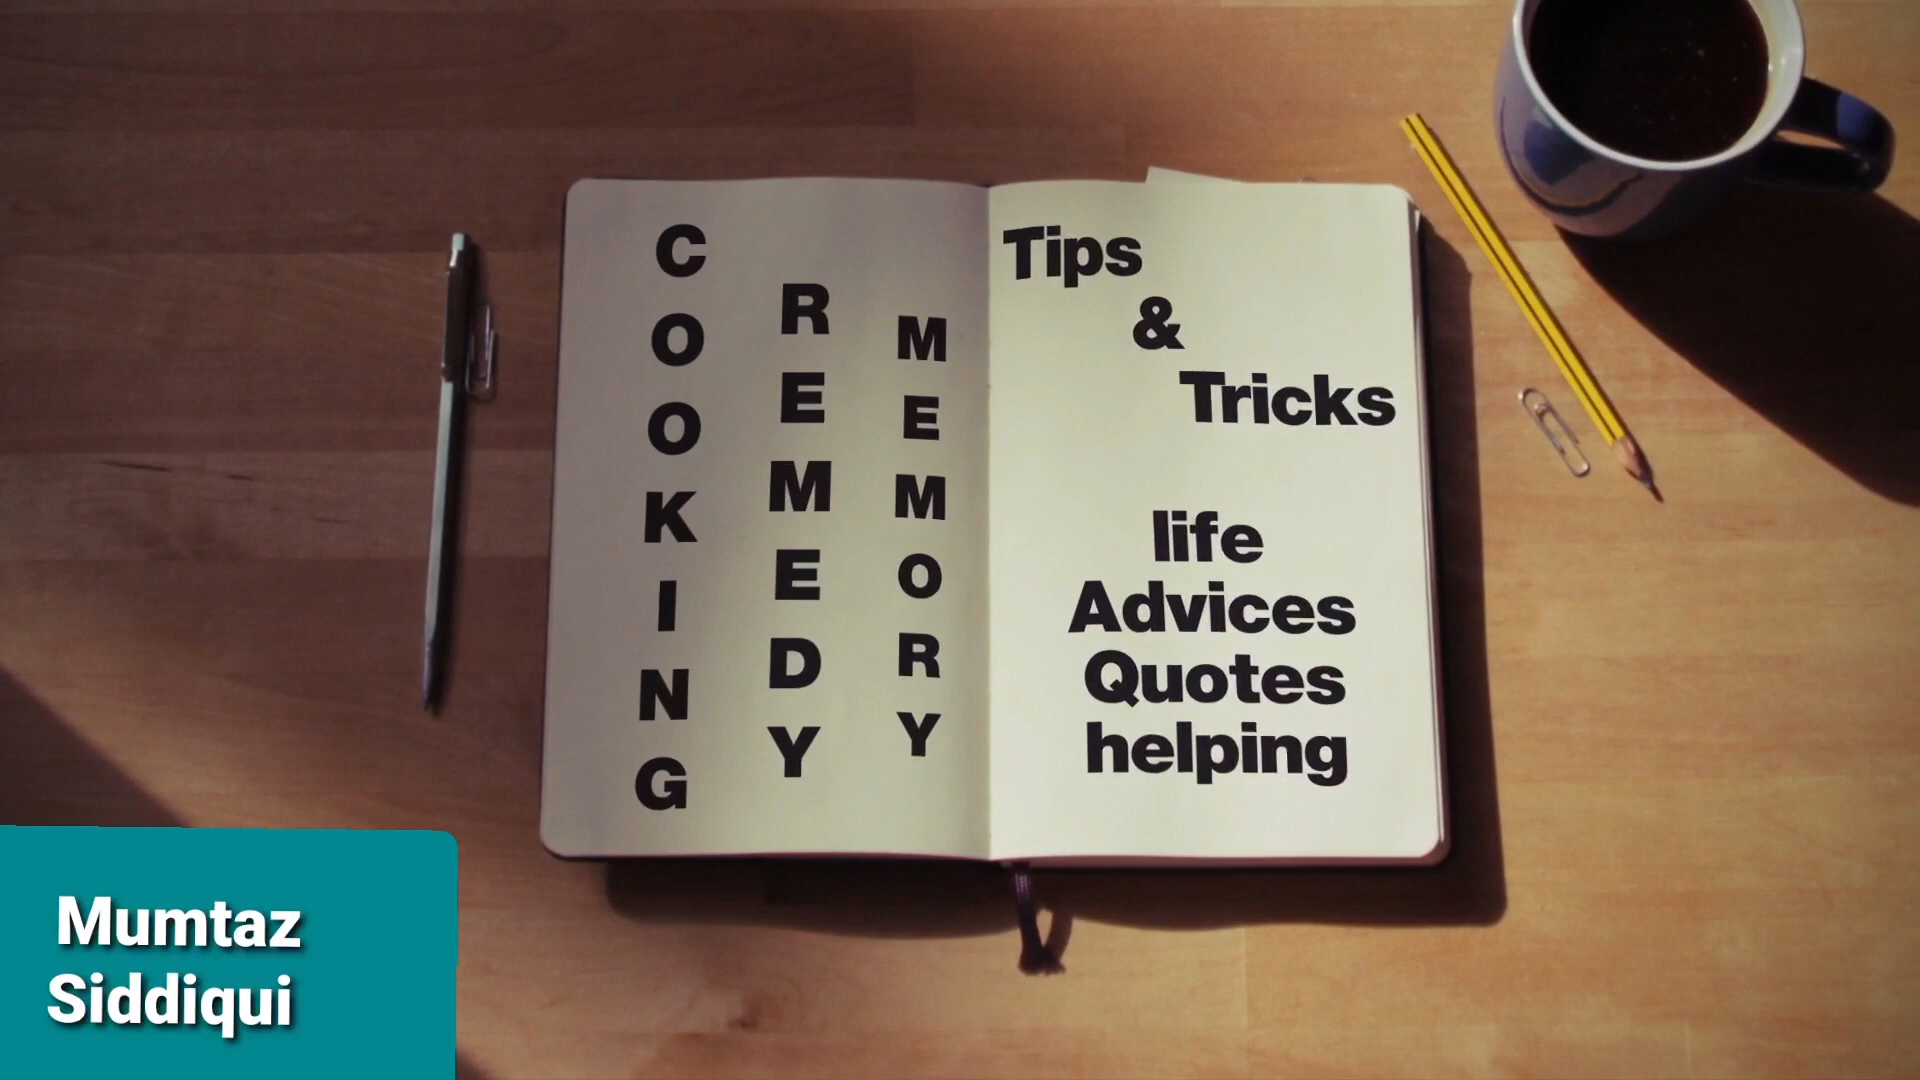 COOKING
REMEDY
MEMORY
Tips
&
Tricks
life
Advices
Quotes
helping
Mumtaz
Siddiqui